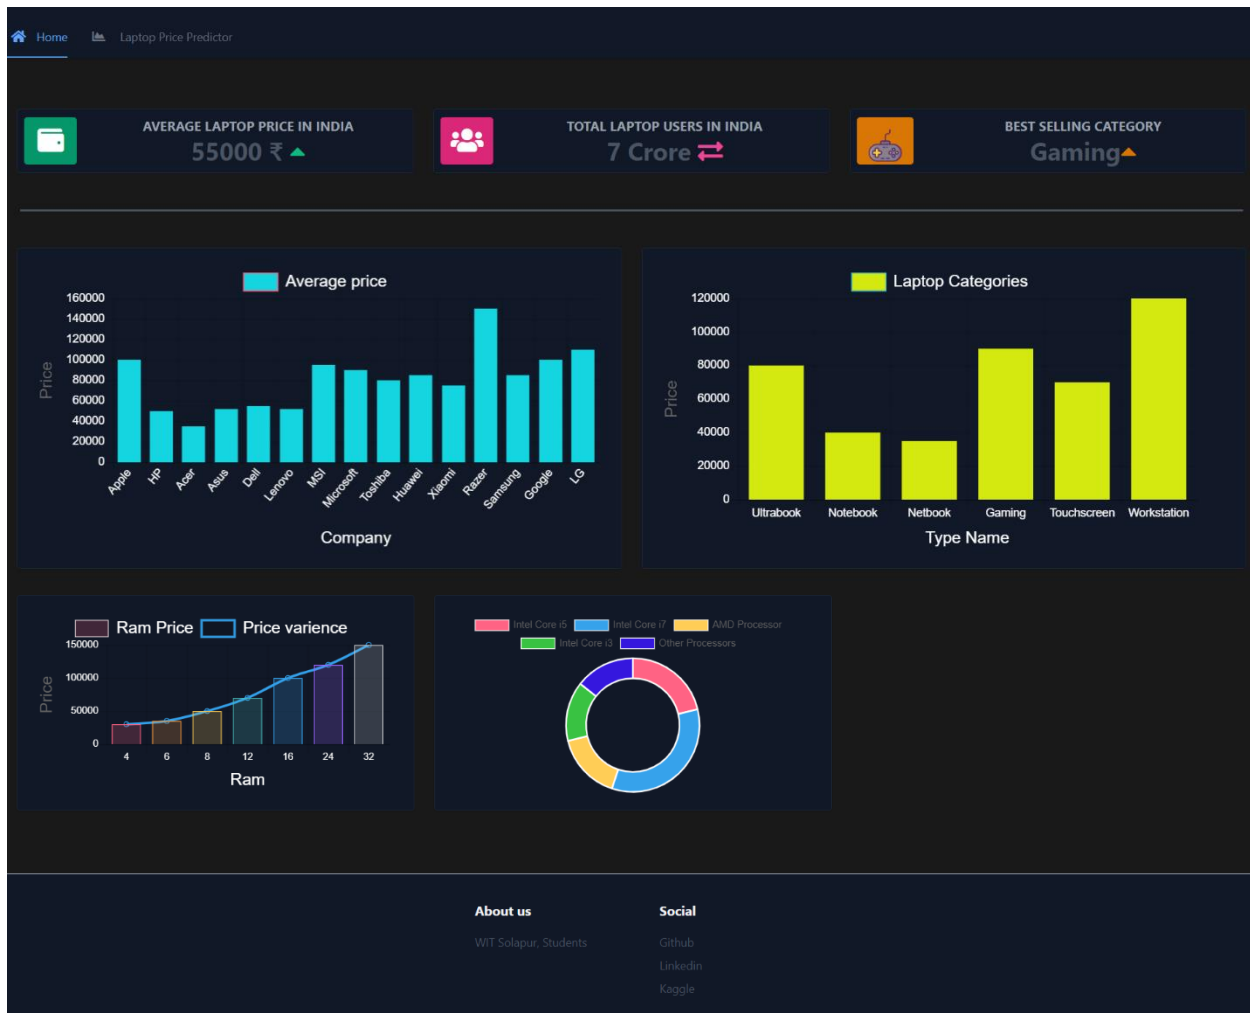 Home Laptop Price Predictor
AVERAGE LAPTOP PRICE IN INDIA
55000 ₹
TOTAL LAPTOP USERS IN INDIA
7 Crore
BEST SELLING CATEGORY
Gaming
Average price
160000
140000
120000
100000
80000
60000
40000
20000
0
Price
Apple HP Acer Asus Dell Lenovo MSI Microsoft Toshiba Huawei Xiaomi Razer Samsung Google LG
Company
Laptop Categories
120000
100000
80000
60000
40000
20000
0
Price
Ultrabook Notebook Netbook Gaming Touchscreen Workstation
Type Name
Ram Price Price varience
150000
100000
50000
0
Price
4 6 8 12 16 24 32
Ram
Intel Core i5 Intel Core i7 AMD Processor
Intel Core i3 Other Processors
About us
WIT Solapur, Students
Social
Github
Linkedin
Kaggle